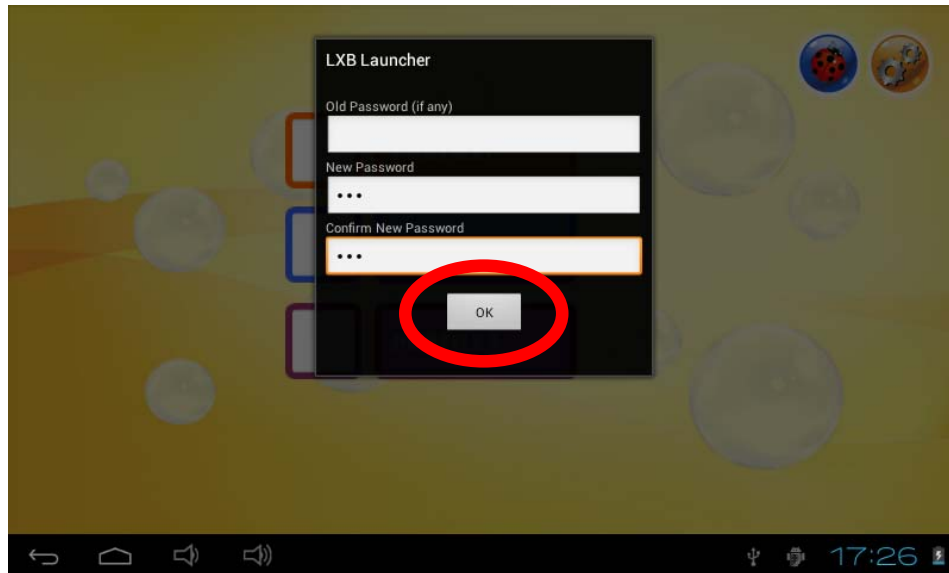 LXB Launcher
Old Password (if any)
New Password
•••
Confirm New Password
•••
OK
17:26